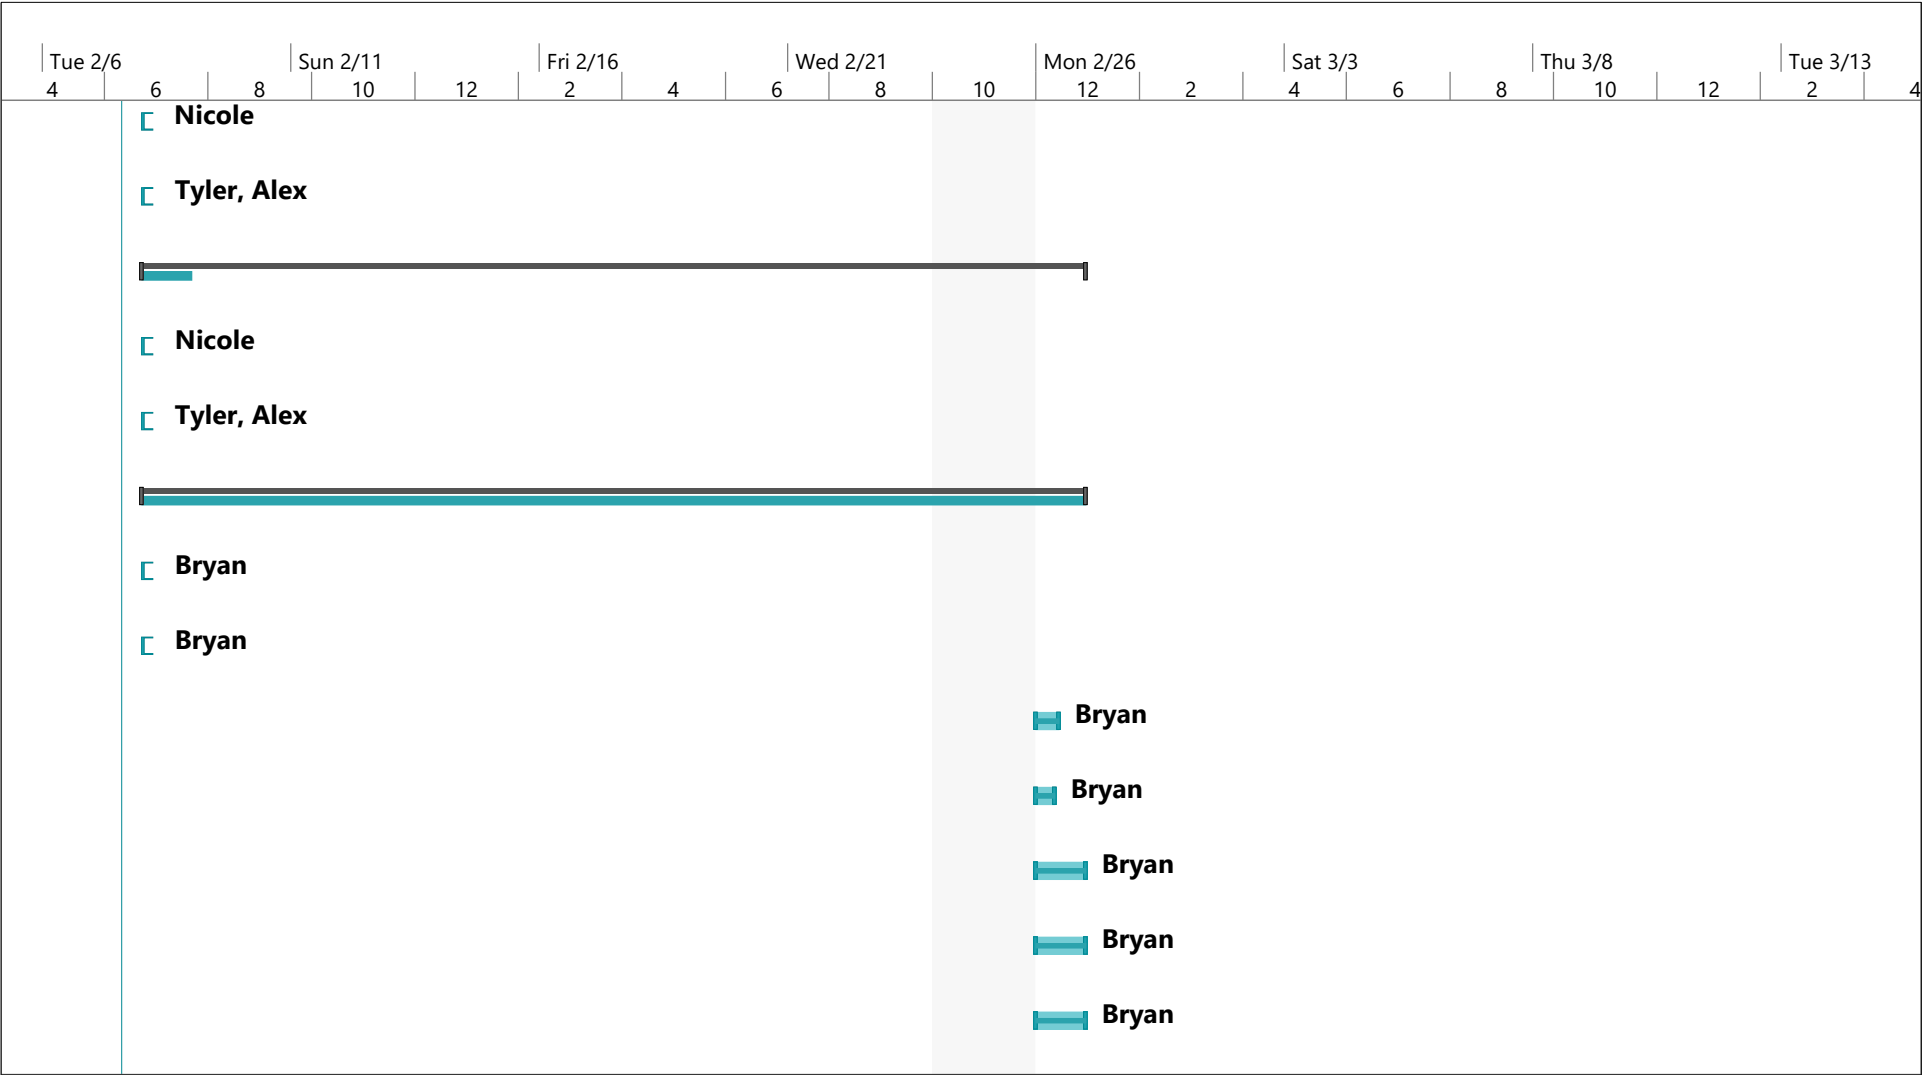 Tue 2/6 Sun 2/11 Fri 2/16 Wed 2/21 Mon 2/26 Sat 3/3 Thu 3/8 Tue 3/13
4 6 8 10 12 2 4 6 8 10 12 2 4 6 8 10 12 2 4
Nicole
Tyler, Alex
Nicole
Tyler, Alex
Bryan
Bryan
Bryan
Bryan
Bryan
Bryan
Bryan